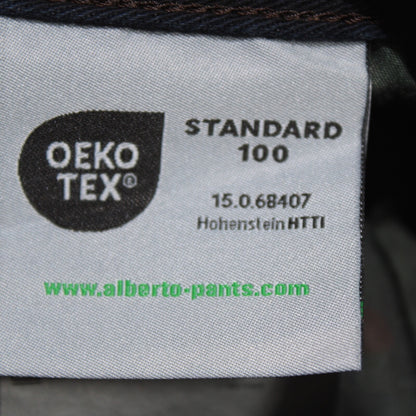 OEKO
TEX®
STANDARD
100
15.0.68407
Hohenstein HTTI
www.alberto-pants.com